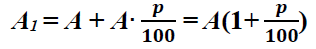 A₁ = A + A· p/100 = A(1+ p/100)